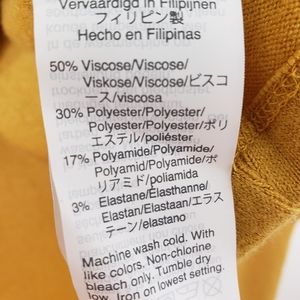 Vervaardigd in Filipijnen
フィリピン製
Hecho en Filipinas
50% Viscose/Viscose/
Viskose/Viscose/ビスコ
ース/viscosa
30% Polyester/Polyester/
Polyester/Polyester/ポリ
エステル/poliéster
17% Polyamide/Polyamide/
Polyamid/Polyamide/ポ
リアミド/poliamida
3% Elastane/Elasthanne/
Elastan/Elastaan/エラス
テーン/elastano
Machine wash cold. With
like colors. Non-chlorine
bleach only. Tumble dry
low. Iron on lowest setting.